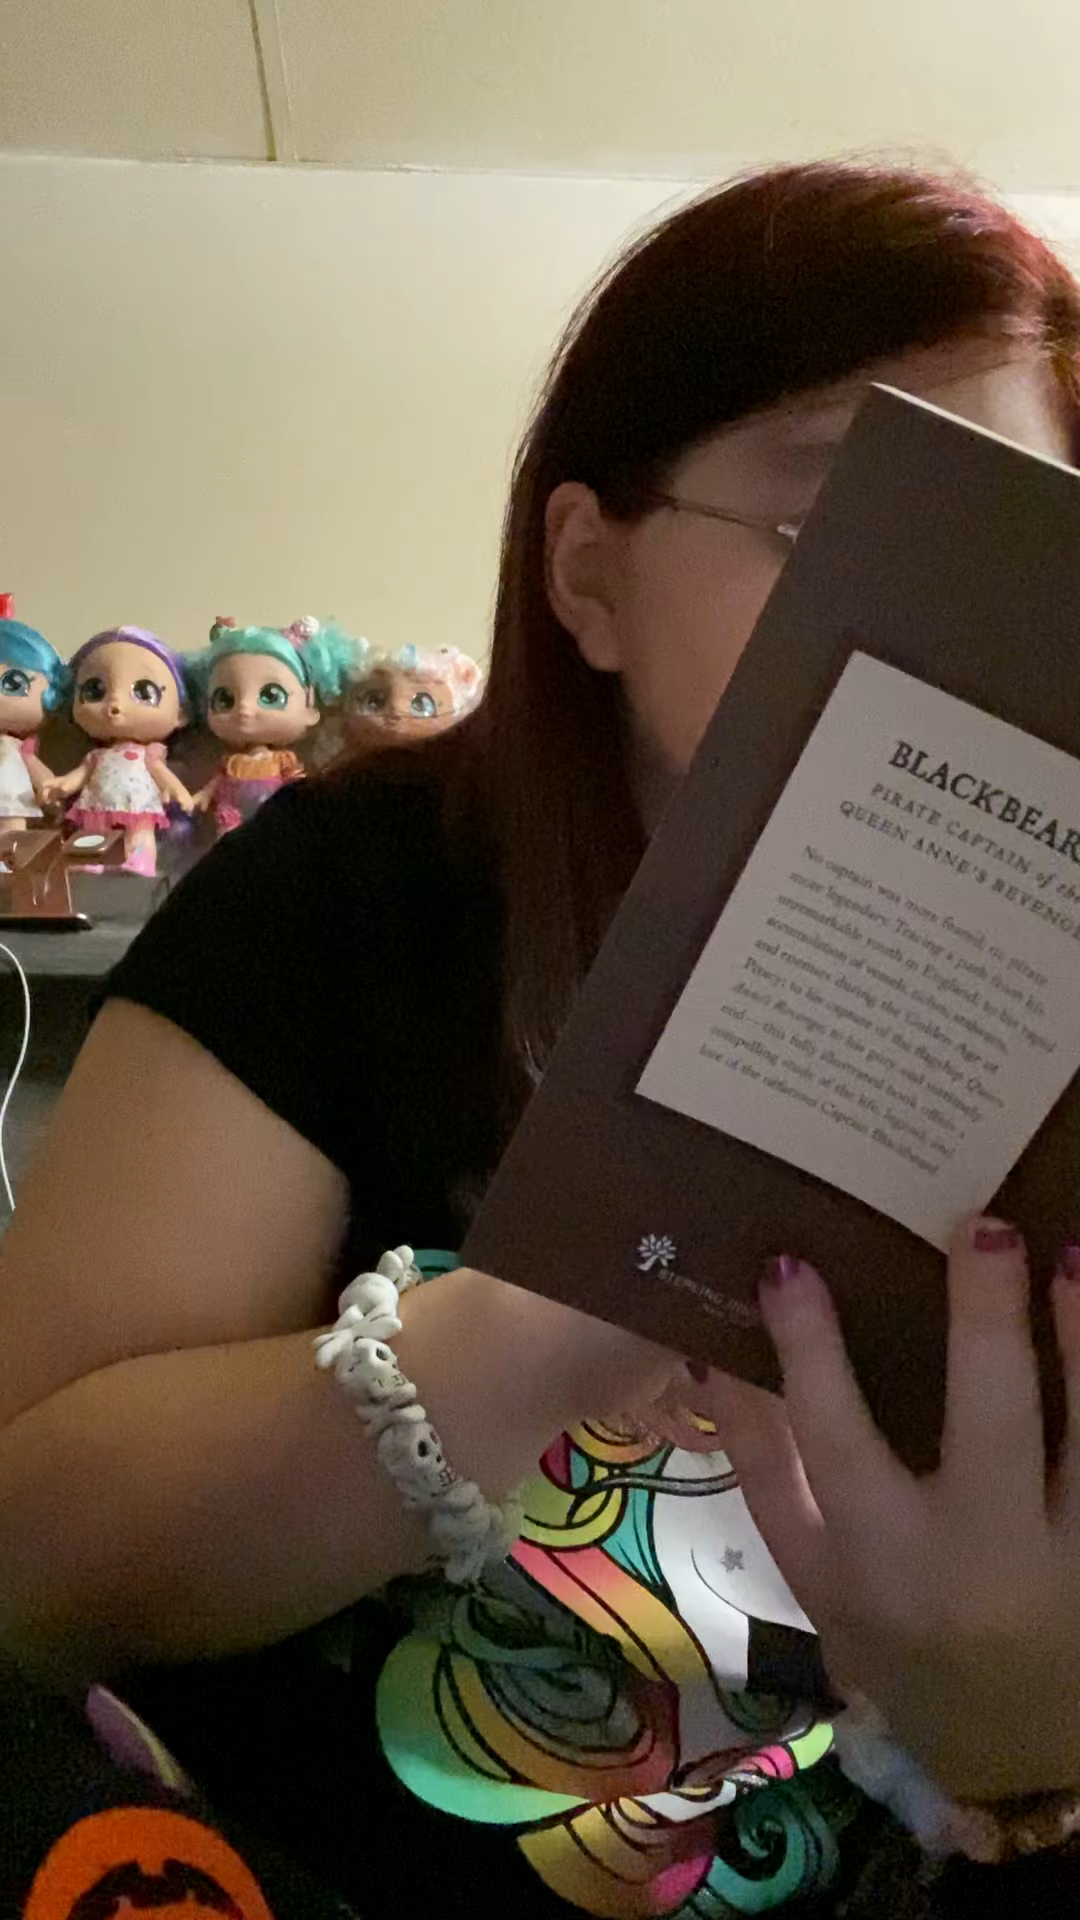 BLACKBEAR
PIRATE CAPTAIN of the
QUEEN ANNE'S REVENGE
No captain was more feared, no pirate
more legendary. Tracing a path from his
unremarkable youth in England, to his rapid
accumulation of vessels, riches, seahorses,
and enemies during the Golden Age of
Piracy; to his capture of the flagship Queen
Anne's Revenge; to his gory and untimely
end—this fully illustrated book offers a
compelling study of the life, legend, and
lore of the nefarious Captain Blackbeard.
STERLING